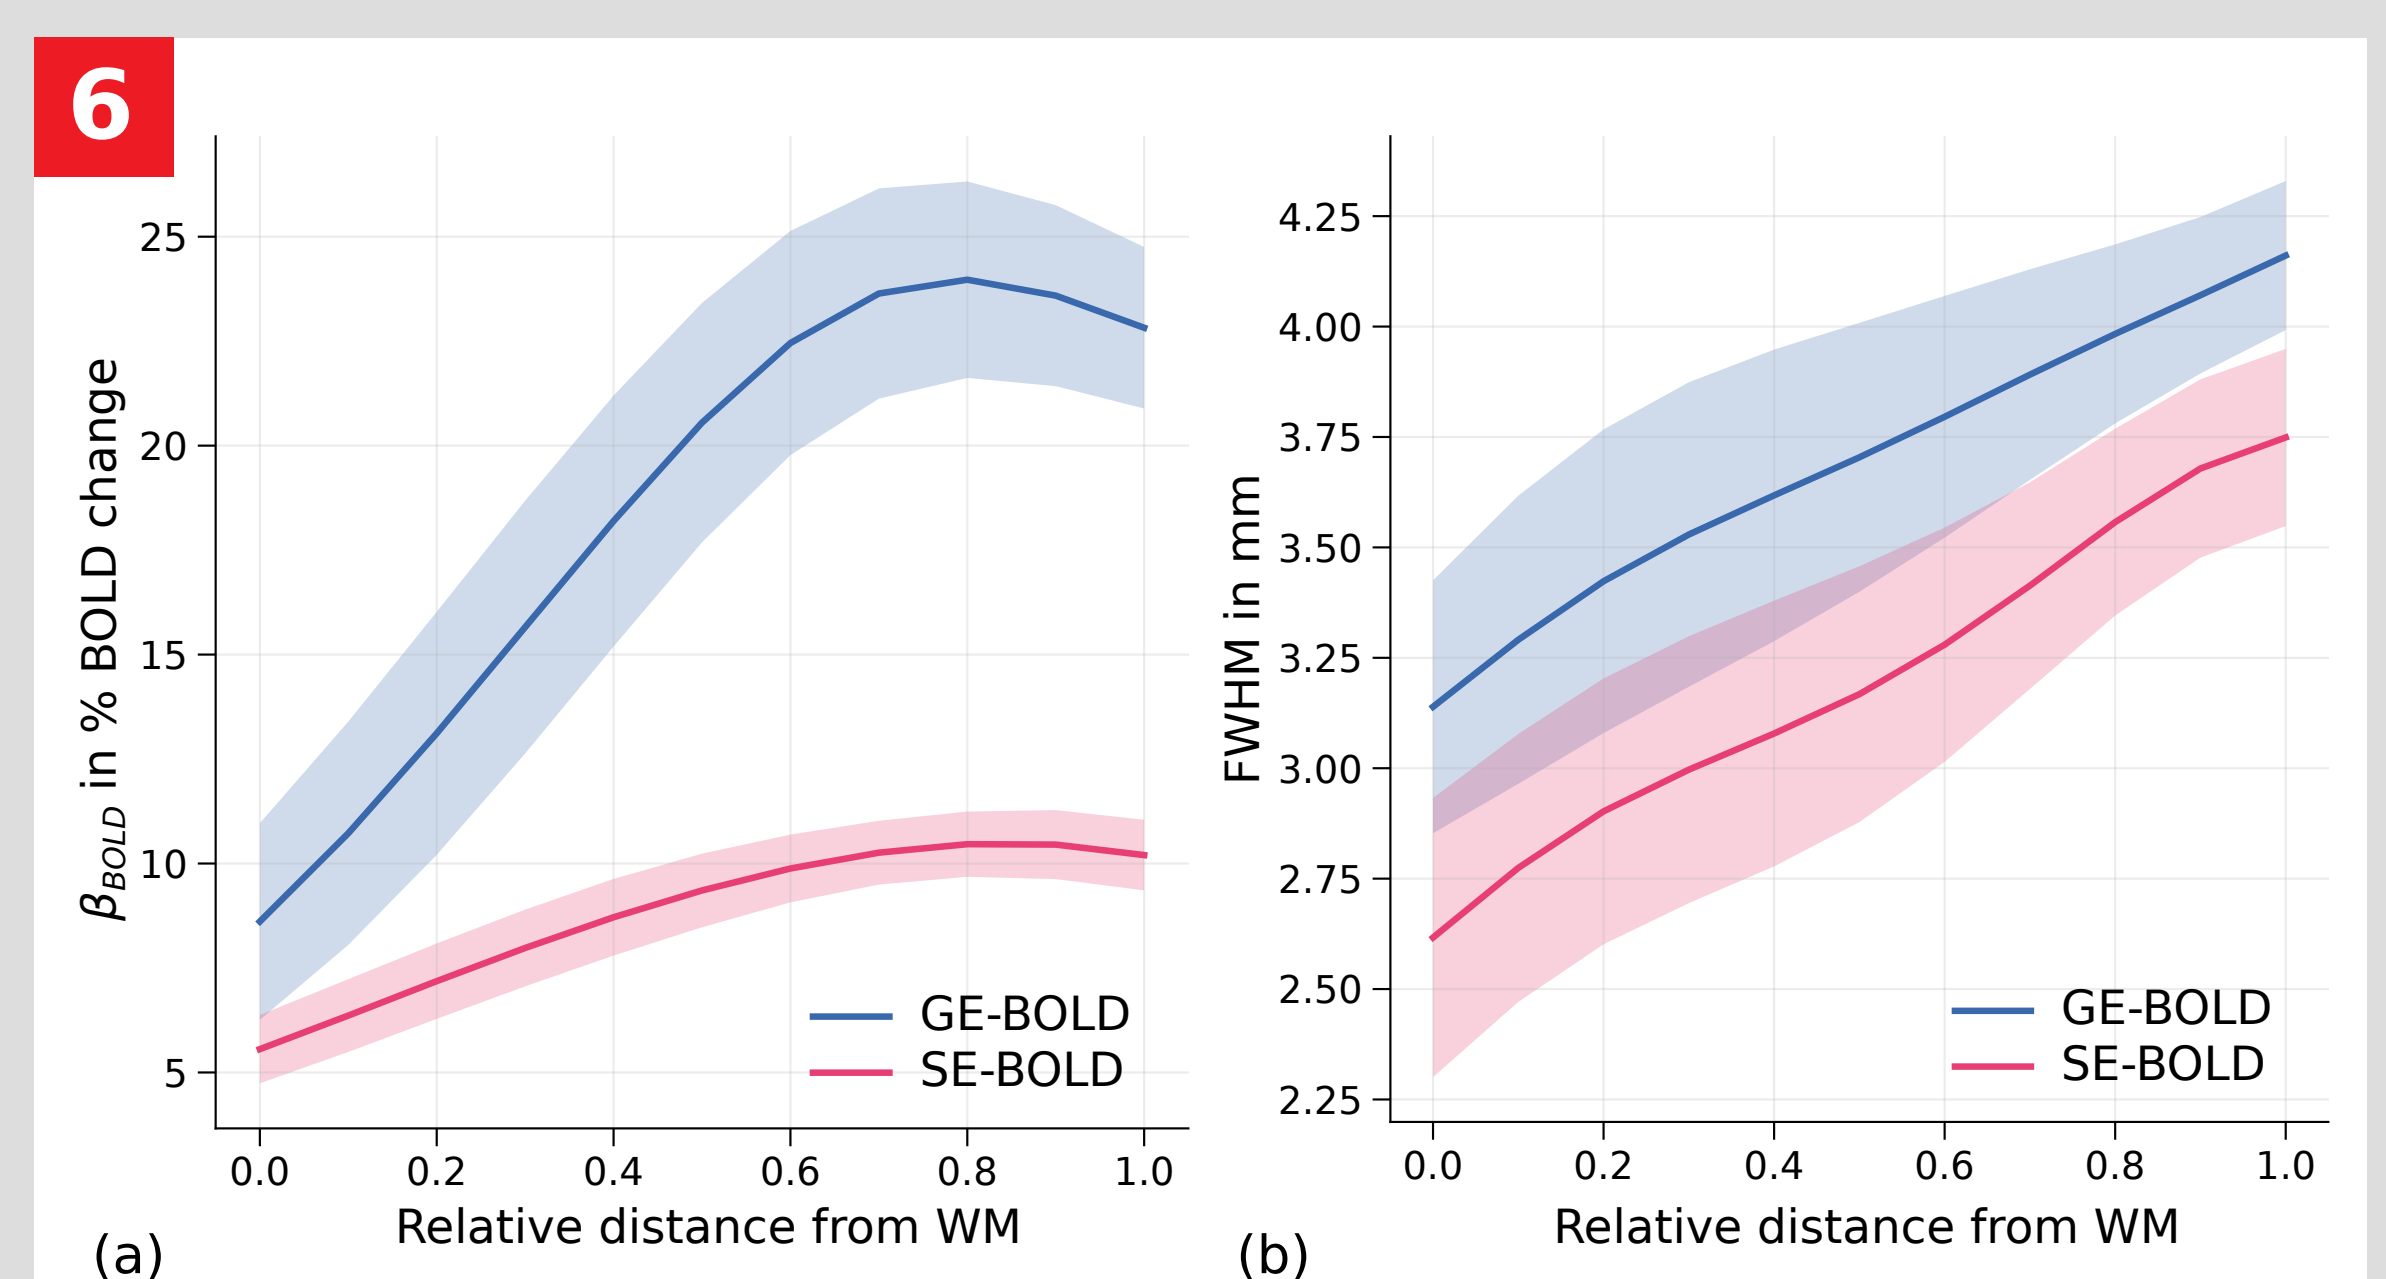 6
25
20
15
10
5
β_BOLD in % BOLD change
GE-BOLD
SE-BOLD
0.0 0.2 0.4 0.6 0.8 1.0
Relative distance from WM
(a)
4.25
4.00
3.75
3.50
3.25
3.00
2.75
2.50
2.25
FWHM in mm
GE-BOLD
SE-BOLD
0.0 0.2 0.4 0.6 0.8 1.0
Relative distance from WM
(b)